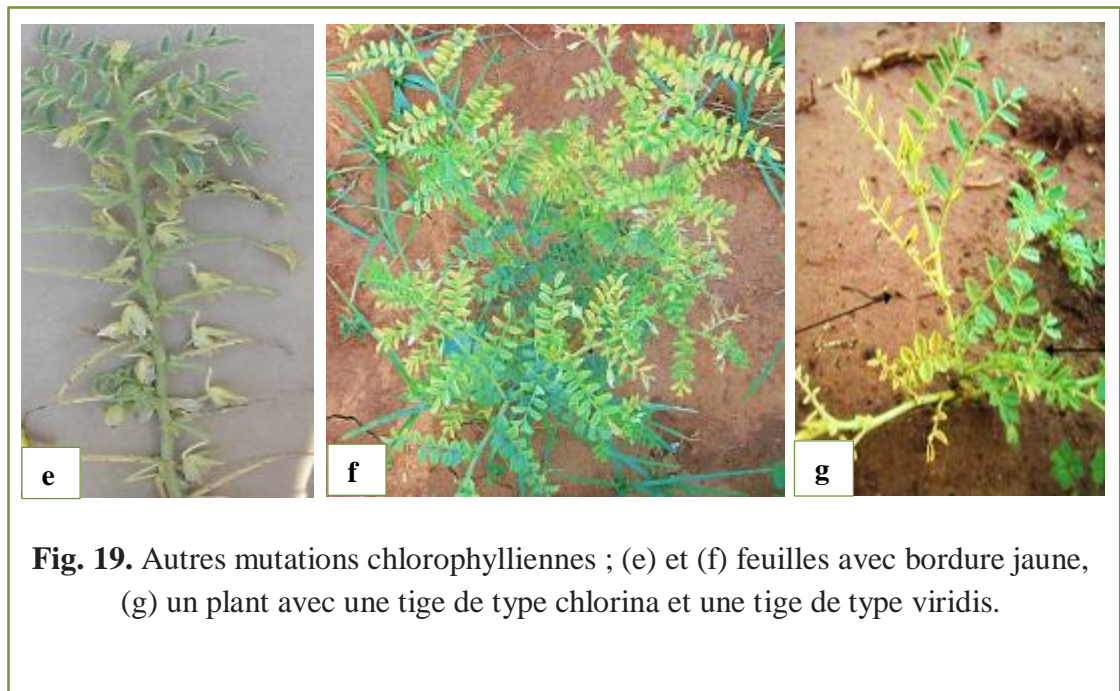 e
f
g
Fig. 19. Autres mutations chlorophylliennes ; (e) et (f) feuilles avec bordure jaune,
(g) un plant avec une tige de type chlorina et une tige de type viridis.